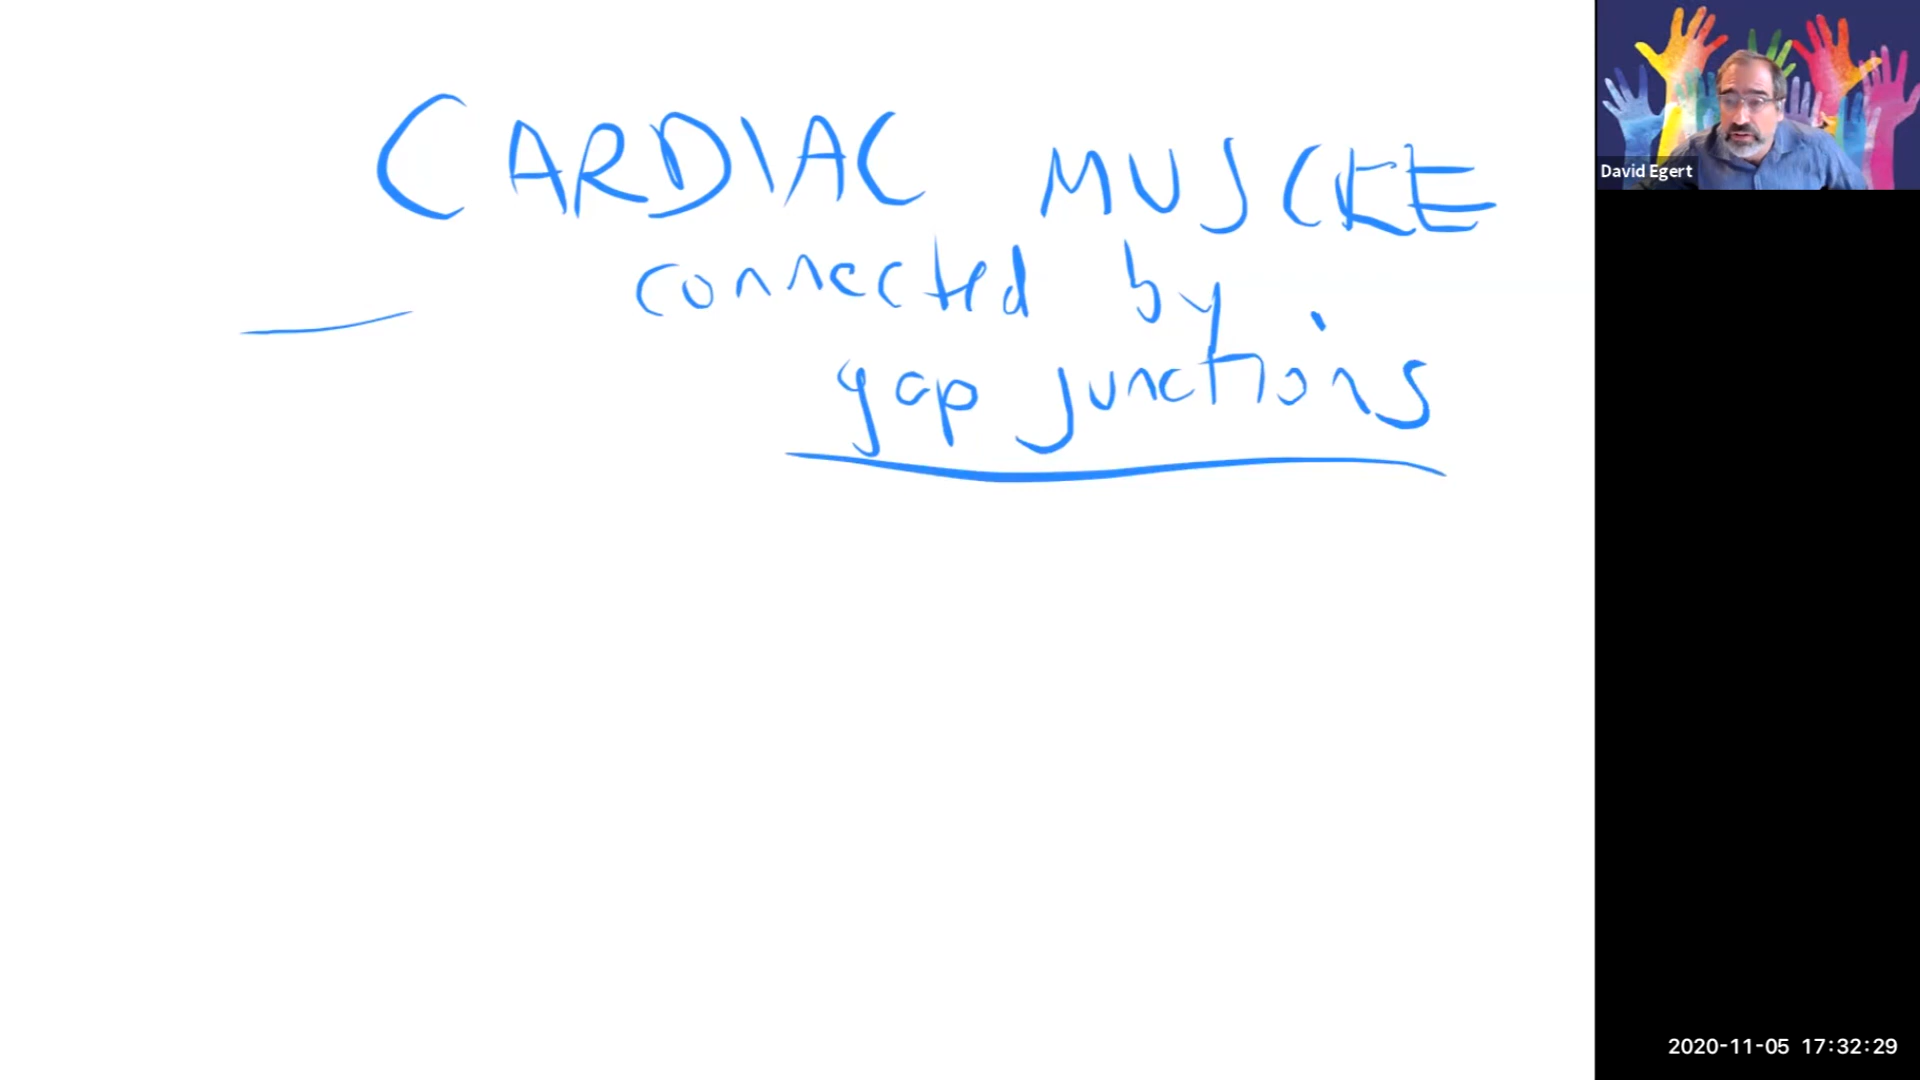 CARDIAC MUSCLE
connected by
gap junctions
David Egert
2020-11-05 17:32:29